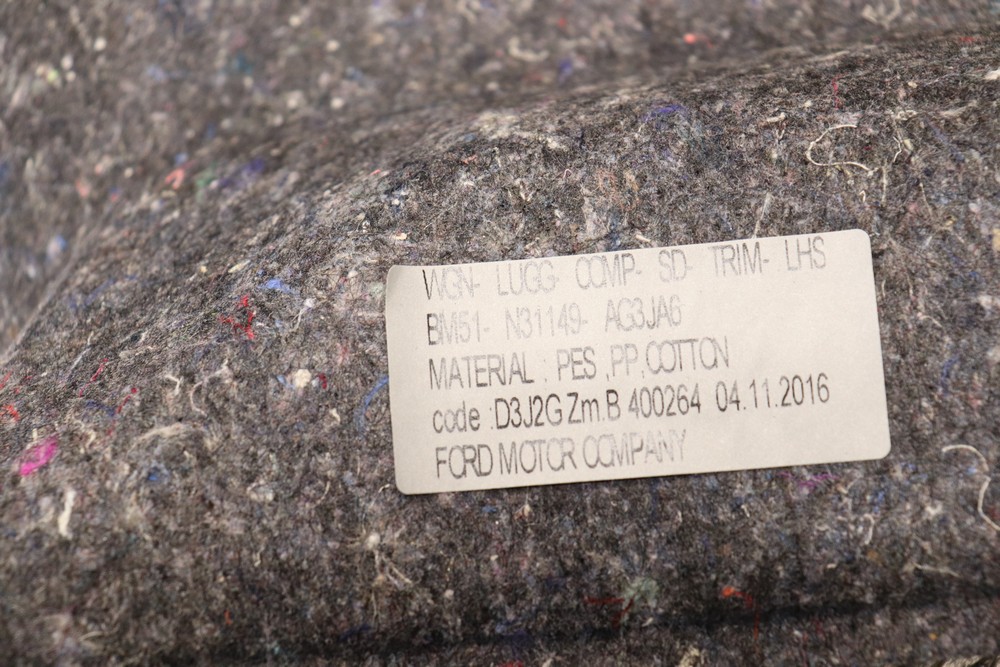 WGN- LUGG- COMP- SD- TRIM- LHS
BM51- N31149- AG3JA6
MATERIAL : PES ,PP,COTTON
code :D3J2G Zm.B 400264 04.11.2016
FORD MOTOR COMPANY